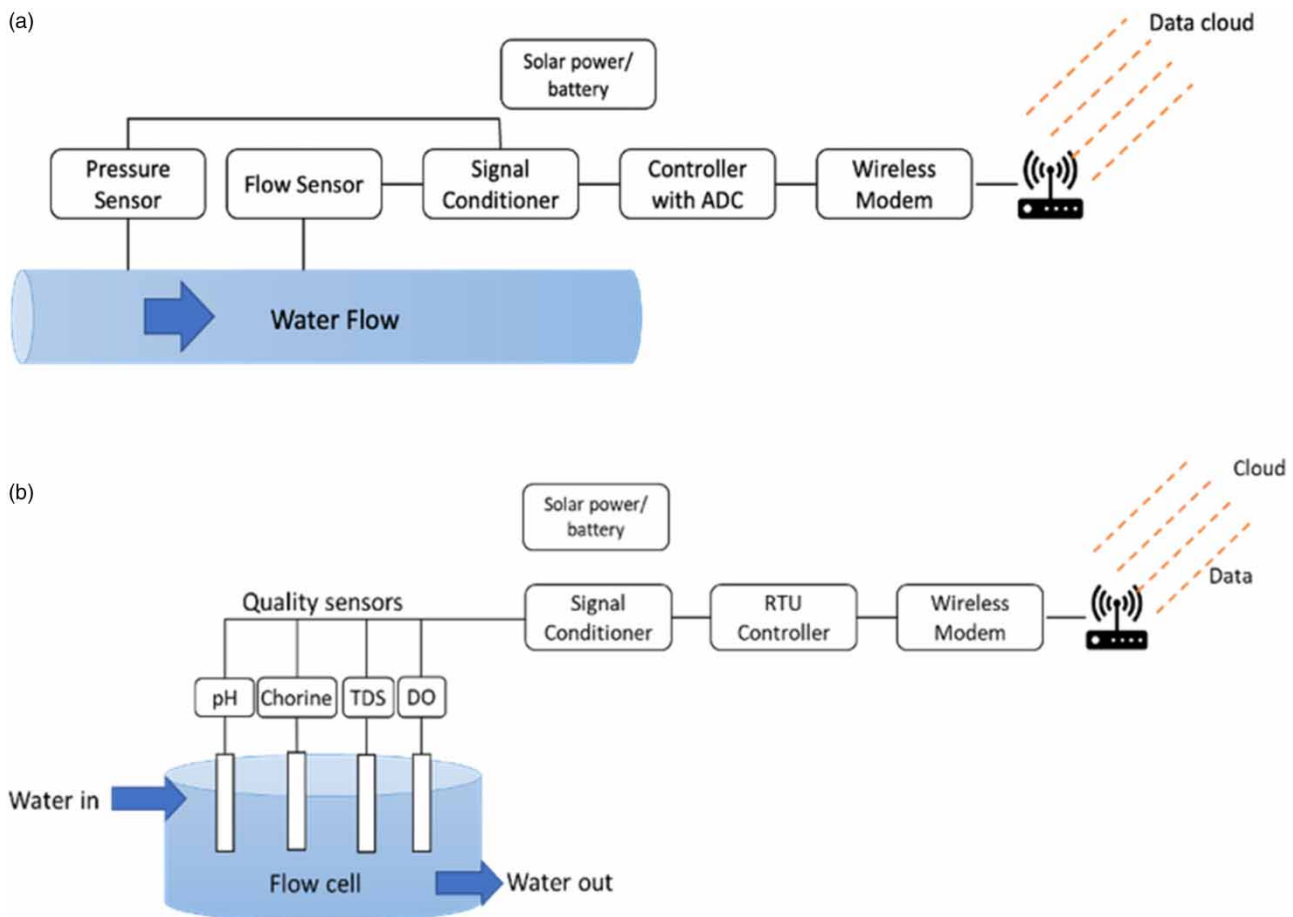 (a)
Data cloud
Solar power/
battery
Pressure
Sensor
Flow Sensor
Signal
Conditioner
Controller
with ADC
Wireless
Modem
Water Flow
(b)
Cloud
Solar power/
battery
Data
Quality sensors
Signal
Conditioner
RTU
Controller
Wireless
Modem
pH
Chorine
TDS
DO
Water in
Flow cell
Water out